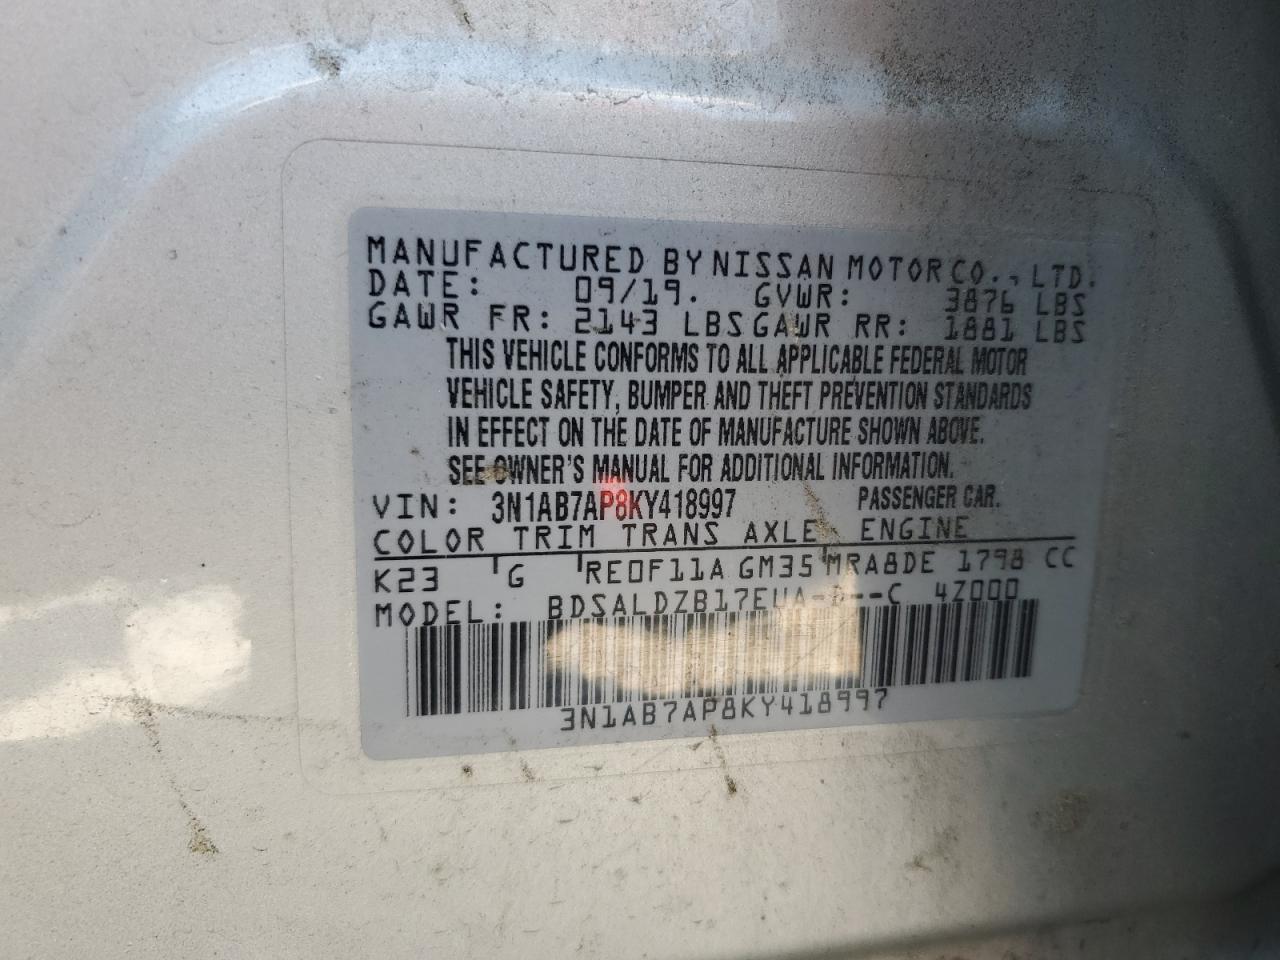 MANUFACTURED BY NISSAN MOTOR CO., LTD.
DATE: 09/19. GVWR: 3876 LBS
GAWR FR: 2143 LBS GAWR RR: 1881 LBS
THIS VEHICLE CONFORMS TO ALL APPLICABLE FEDERAL MOTOR
VEHICLE SAFETY, BUMPER AND THEFT PREVENTION STANDARDS
IN EFFECT ON THE DATE OF MANUFACTURE SHOWN ABOVE.
SEE OWNER'S MANUAL FOR ADDITIONAL INFORMATION.
VIN: 3N1AB7AP8KY418997 PASSENGER CAR.
COLOR TRIM TRANS AXLE ENGINE
K23 G RE0F11A GM35 MRA8DE 1798 CC
MODEL: 4Z000
3N1AB7AP8KY418997